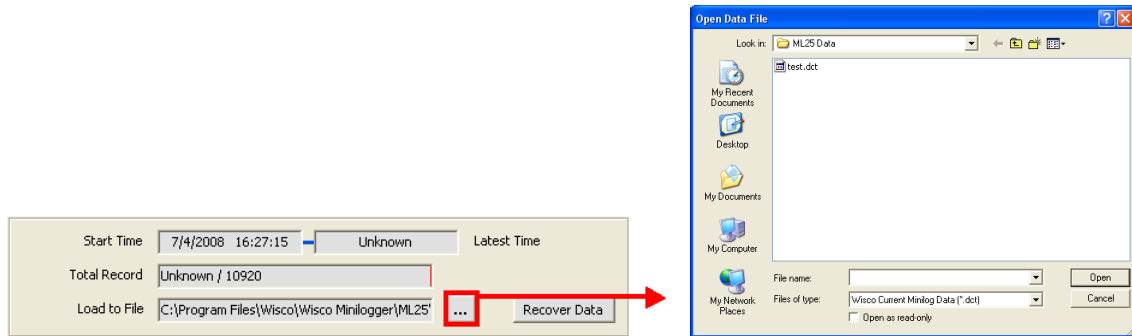 Start Time 7/4/2008 16:27:15 Unknown Latest Time
Total Record Unknown / 10920
Load to File C:\Program Files\Wisco\Wisco Minilogger\ML25' ... Recover Data
Open Data File
Look in: ML25 Data
test.dct
My Recent
Documents
Desktop
My Documents
My Computer
My Network
Places
File name: Open
Files of type: Wisco Current Minilog Data (*.dct) Cancel
Open as read-only